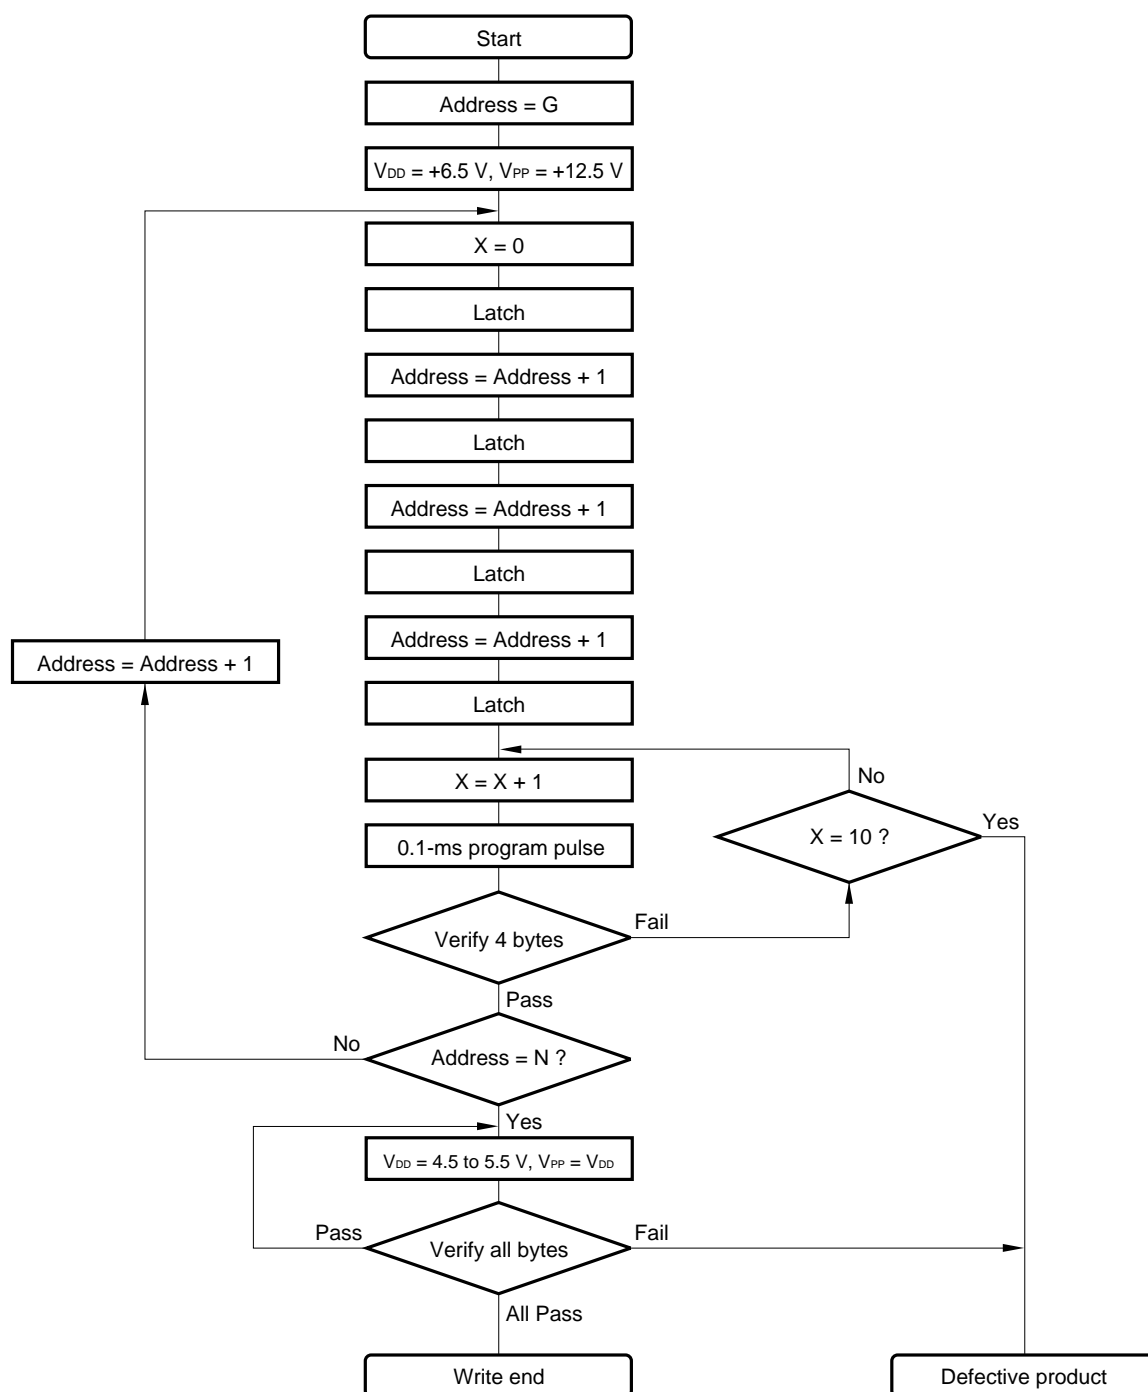 Start
Address = G
VDD = +6.5 V, VPP = +12.5 V
X = 0
Latch
Address = Address + 1
Latch
Address = Address + 1
Latch
Address = Address + 1
Address = Address + 1
Latch
No
X = X + 1
X = 10 ?
Yes
0.1-ms program pulse
Fail
Verify 4 bytes
Pass
No
Address = N ?
Yes
VDD = 4.5 to 5.5 V, VPP = VDD
Pass
Fail
Verify all bytes
All Pass
Write end
Defective product